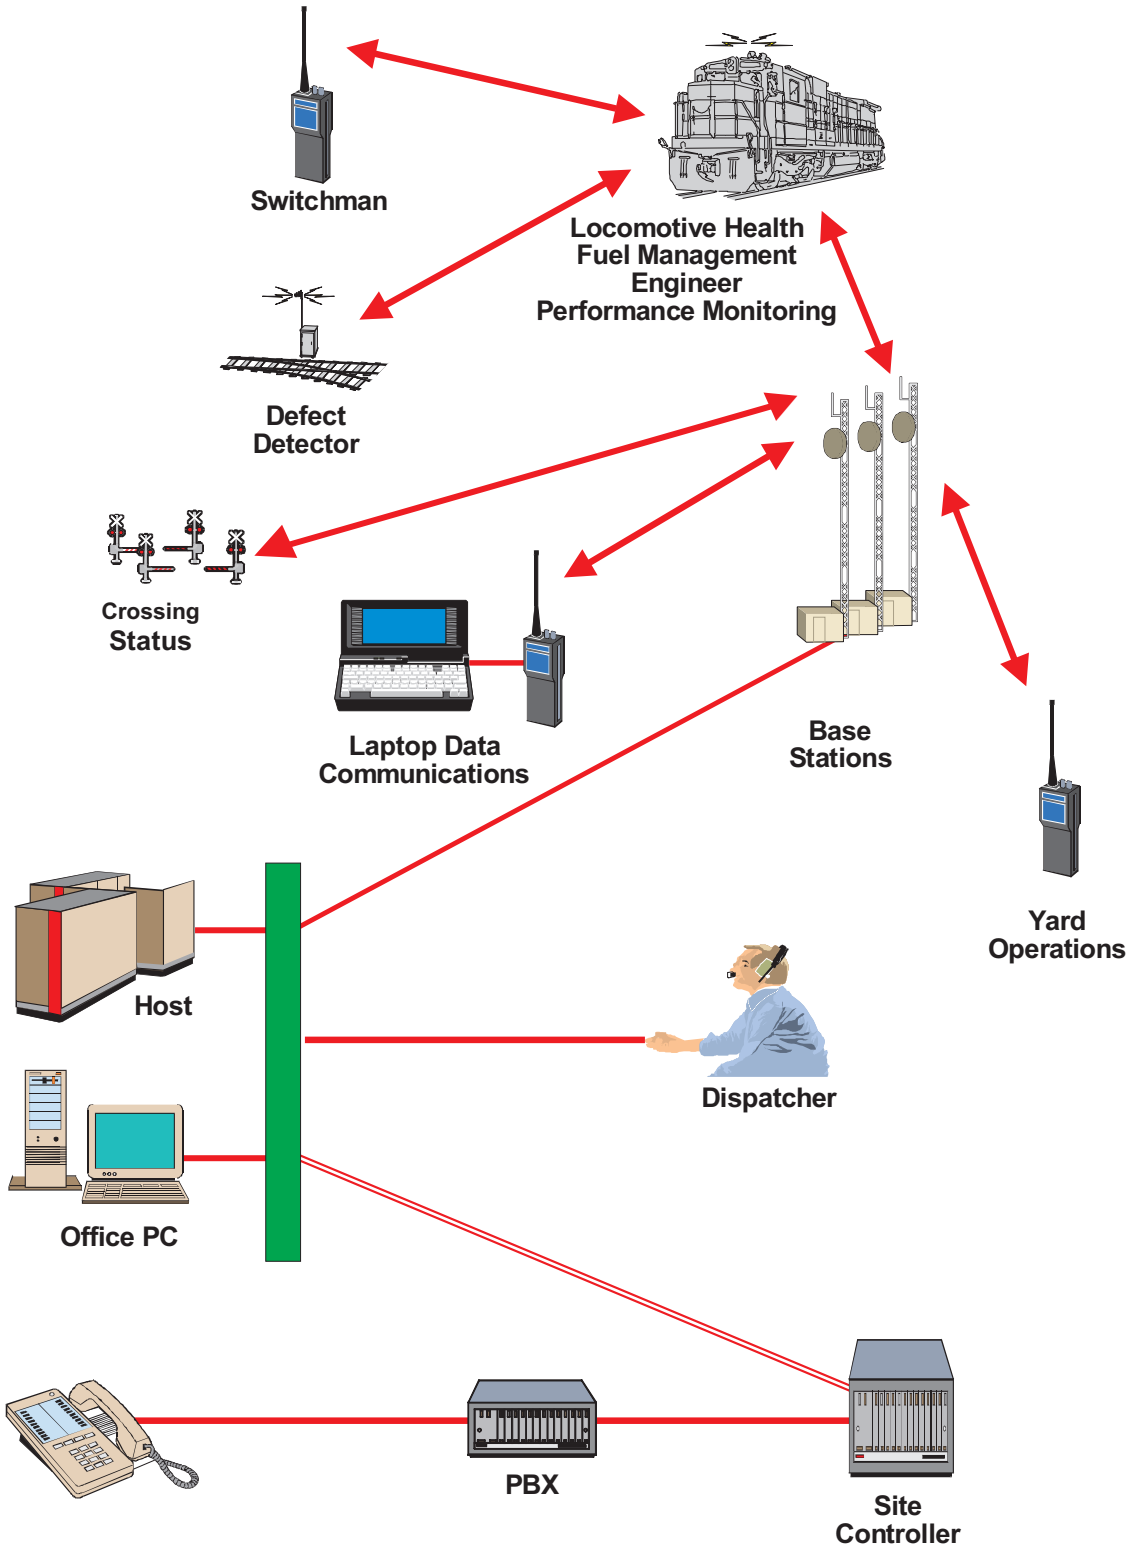 Switchman
Locomotive Health
Fuel Management
Engineer
Performance Monitoring
Defect
Detector
Crossing
Status
Laptop Data
Communications
Base
Stations
Yard
Operations
Host
Dispatcher
Office PC
PBX
Site
Controller